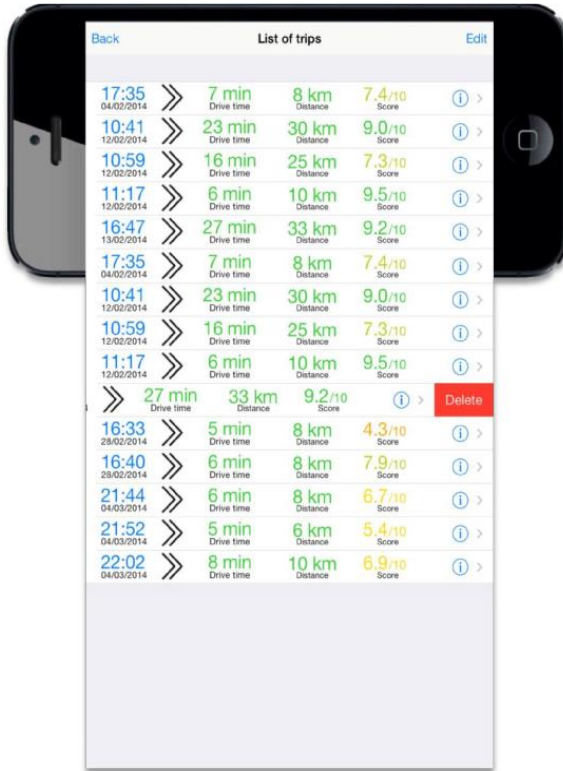 Back List of trips Edit
17:35 7 min 8 km 7.4/10
04/02/2014 Drive time Distance Score
10:41 23 min 30 km 9.0/10
12/02/2014 Drive time Distance Score
10:59 16 min 25 km 7.3/10
12/02/2014 Drive time Distance Score
11:17 6 min 10 km 9.5/10
12/02/2014 Drive time Distance Score
16:47 27 min 33 km 9.2/10
13/02/2014 Drive time Distance Score
17:35 7 min 8 km 7.4/10
04/02/2014 Drive time Distance Score
10:41 23 min 30 km 9.0/10
12/02/2014 Drive time Distance Score
10:59 16 min 25 km 7.3/10
12/02/2014 Drive time Distance Score
11:17 6 min 10 km 9.5/10
12/02/2014 Drive time Distance Score
27 min 33 km 9.2/10 Delete
Drive time Distance Score
16:33 5 min 8 km 4.3/10
28/02/2014 Drive time Distance Score
16:40 6 min 8 km 7.9/10
28/02/2014 Drive time Distance Score
21:44 6 min 8 km 6.7/10
04/03/2014 Drive time Distance Score
21:52 5 min 6 km 5.4/10
04/03/2014 Drive time Distance Score
22:02 8 min 10 km 6.9/10
04/03/2014 Drive time Distance Score